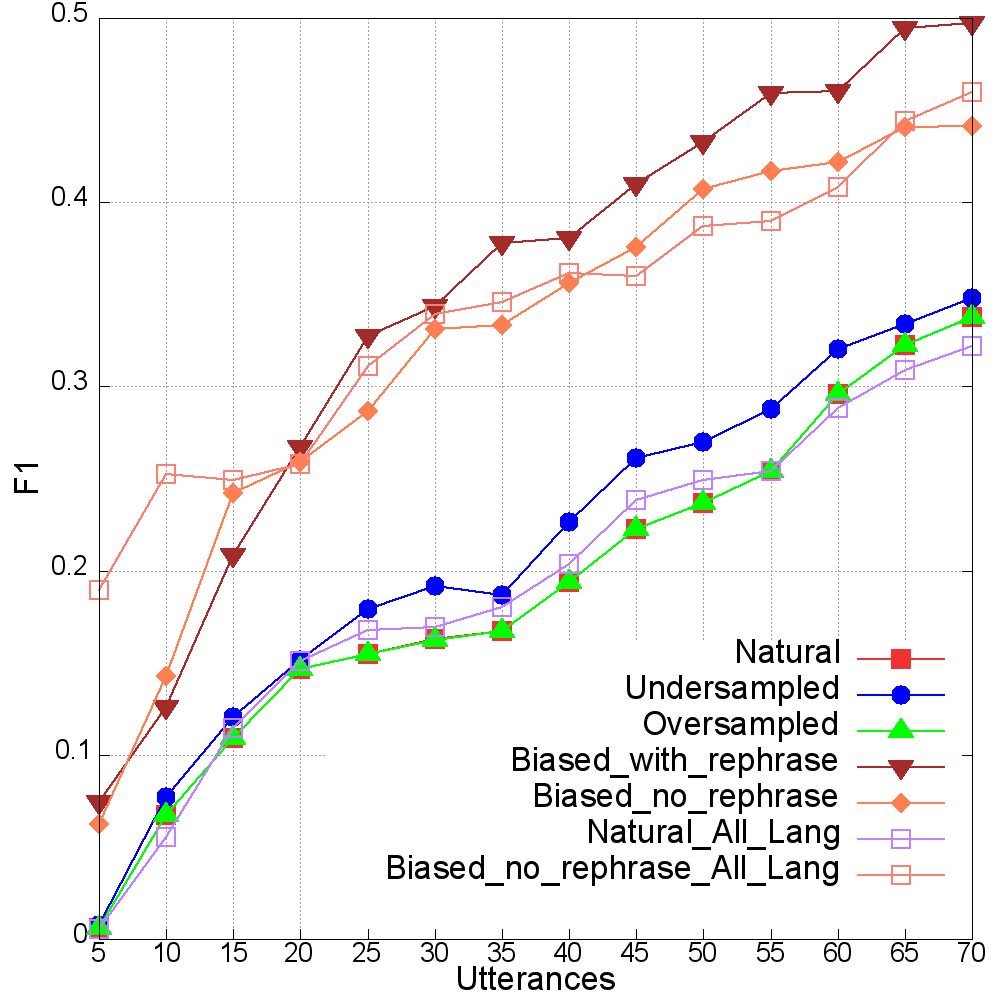 0.5
0.4
0.3
0.2
0.1
0
F1
Natural
Undersampled
Oversampled
Biased_with_rephrase
Biased_no_rephrase
Natural_All_Lang
Biased_no_rephrase_All_Lang
5 10 15 20 25 30 35 40 45 50 55 60 65 70
Utterances